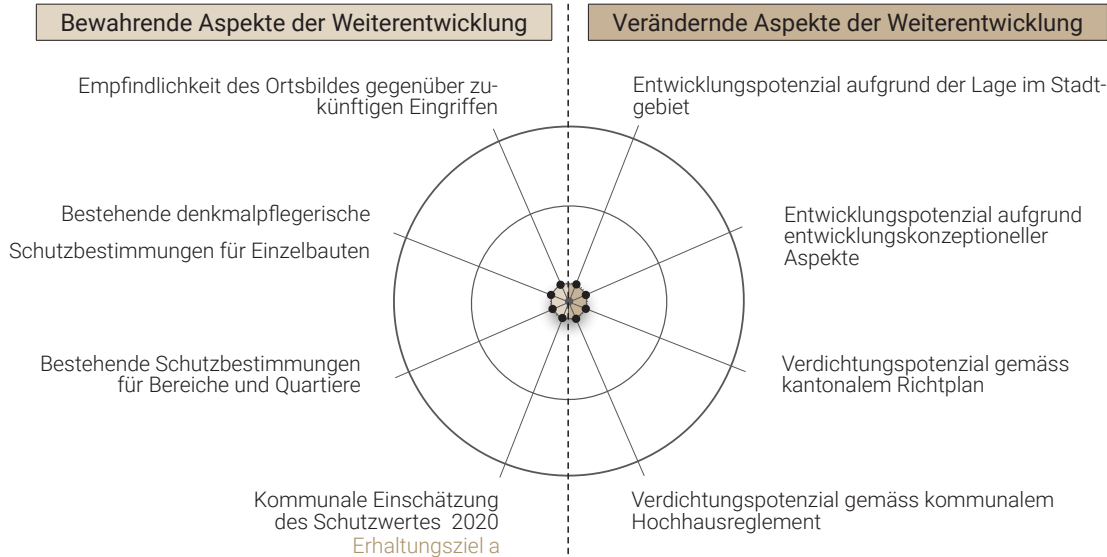 Bewahrende Aspekte der Weiterentwicklung
Verändernde Aspekte der Weiterentwicklung
Empfindlichkeit des Ortsbildes gegenüber zu-
künftigen Eingriffen
Entwicklungspotenzial aufgrund der Lage im Stadt-
gebiet
Bestehende denkmalpflegerische
Schutzbestimmungen für Einzelbauten
Entwicklungspotenzial aufgrund
entwicklungskonzeptioneller
Aspekte
Bestehende Schutzbestimmungen
für Bereiche und Quartiere
Verdichtungspotenzial gemäss
kantonalem Richtplan
Kommunale Einschätzung
des Schutzwertes 2020
Erhaltungsziel a
Verdichtungspotenzial gemäss kommunalem
Hochhausreglement